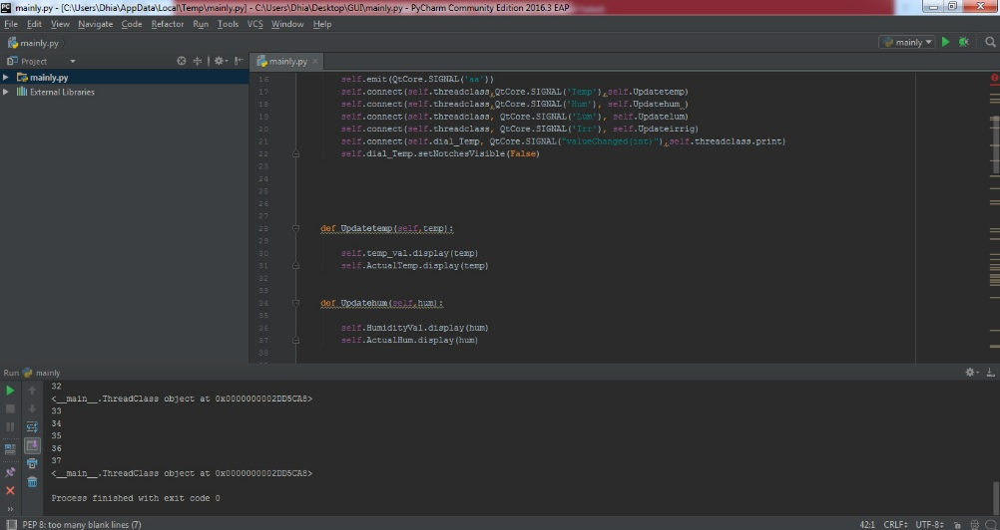 mainly.py - [C:\Users\Dhia\AppData\Local\Temp\mainly.py] - C:\Users\Dhia\Desktop\GUI\mainly.py - PyCharm Community Edition 2016.3 EAP
File Edit View Navigate Code Refactor Run Tools VCS Window Help
mainly.py
mainly
Project
mainly.py
mainly.py
External Libraries
16 self.emit(QtCore.SIGNAL('aa'))
17 self.connect(self.threadclass,QtCore.SIGNAL('Temp'),self.Updatetemp)
18 self.connect(self.threadclass,QtCore.SIGNAL('Hum'), self.Updatehum )
19 self.connect(self.threadclass, QtCore.SIGNAL('Lum'), self.Updatelum)
20 self.connect(self.threadclass, QtCore.SIGNAL('Irr'), self.Updateirrig)
21 self.connect(self.dial_Temp, QtCore.SIGNAL("valueChanged(int)"),self.threadclass.print)
22 self.dial_Temp.setNotchesVisible(False)
23
24
25
26
27
28 def Updatetemp(self,temp):
29
30 self.temp_val.display(temp)
31 self.ActualTemp.display(temp)
32
33
34 def Updatehum(self,hum):
35
36 self.HumidityVal.display(hum)
37 self.ActualHum.display(hum)
38
Run mainly
32
<__main__.ThreadClass object at 0x0000000002DD5CA8>
33
34
35
36
37
<__main__.ThreadClass object at 0x0000000002DD5CA8>
Process finished with exit code 0
PEP 8: too many blank lines (7)
42:1 CRLF÷ UTF-8÷